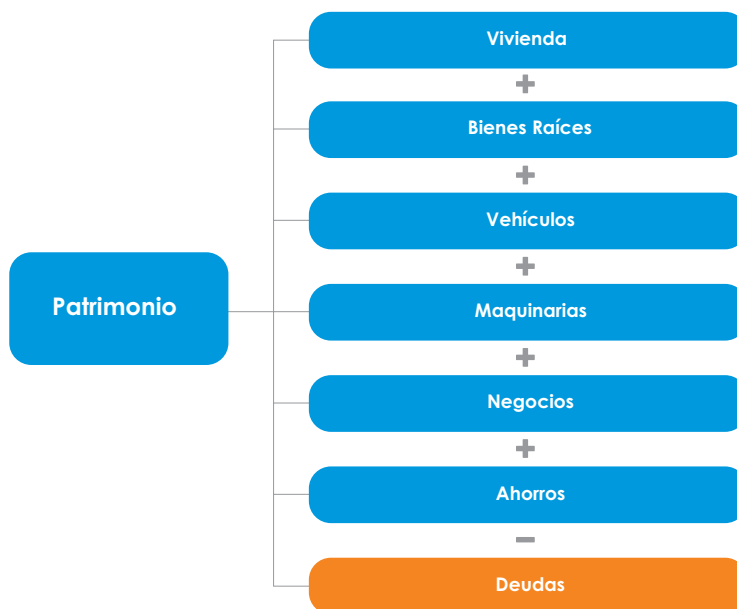 Vivienda
+
Bienes Raíces
+
Vehículos
+
Patrimonio
Maquinarias
+
Negocios
+
Ahorros
−
Deudas